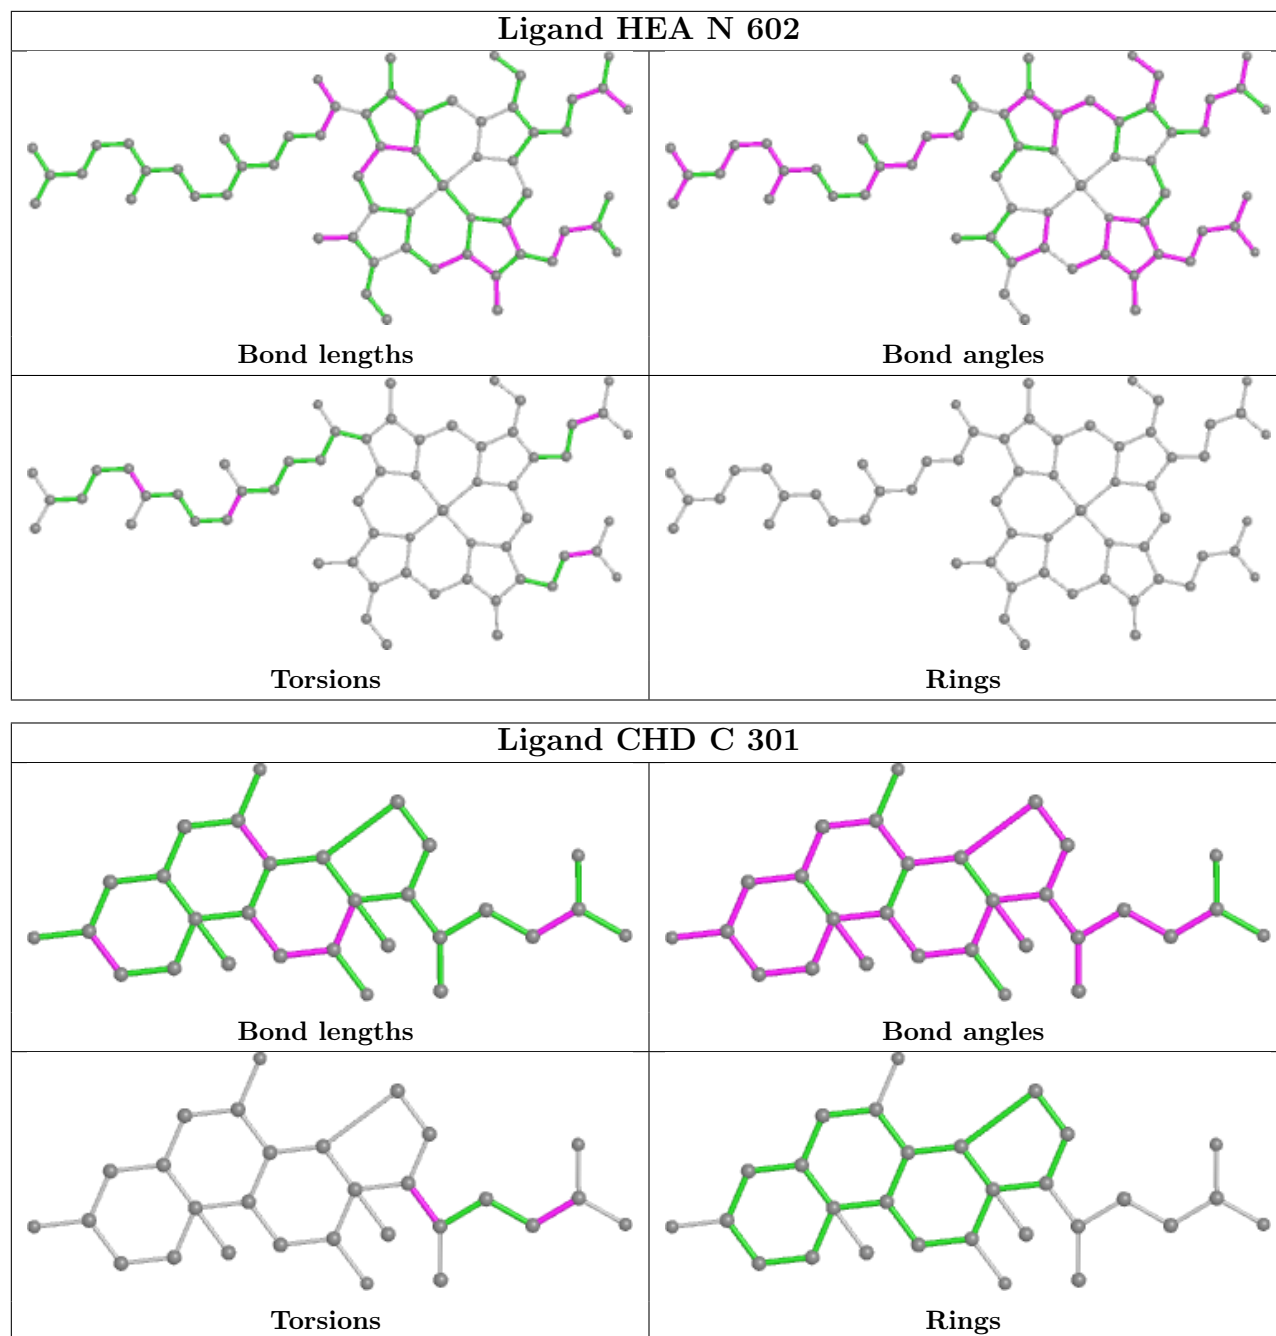 Ligand HEA N 602
Bond lengths
Bond angles
Torsions
Rings
Ligand CHD C 301
Bond lengths
Bond angles
Torsions
Rings